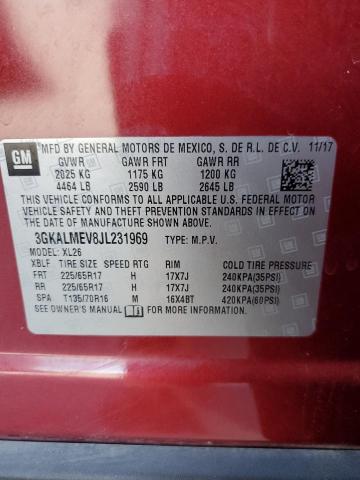 GM
MFD BY GENERAL MOTORS DE MEXICO, S. DE R.L. DE C.V. 11/17
GVWR GAWR FRT GAWR RR
2025 KG 1175 KG 1200 KG
4464 LB 2590 LB 2645 LB
THIS VEHICLE CONFORMS TO ALL APPLICABLE U.S. FEDERAL MOTOR
VEHICLE SAFETY AND THEFT PREVENTION STANDARDS IN EFFECT ON
THE DATE OF MANUFACTURE SHOWN ABOVE.
3GKALMEV8JL231969 TYPE: M.P.V.
MODEL: XL26
XBLF TIRE SIZE SPEED RTG RIM COLD TIRE PRESSURE
FRT 225/65R17 H 17X7J 240KPA(35PSI)
RR 225/65R17 H 17X7J 240KPA(35PSI)
SPA T135/70R16 M 16X4BT 420KPA(60PSI)
SEE OWNER'S MANUAL FOR MORE INFORMATION.